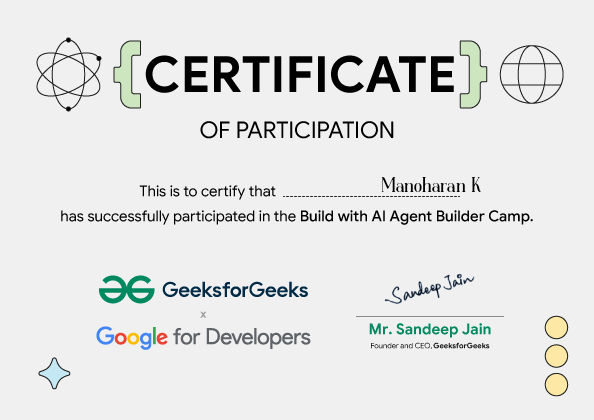 {CERTIFICATE}
OF PARTICIPATION
This is to certify that Manoharan K
has successfully participated in the Build with AI Agent Builder Camp.
GeeksforGeeks
x
Google for Developers
Sandeep Jain
Mr. Sandeep Jain
Founder and CEO, GeeksforGeeks